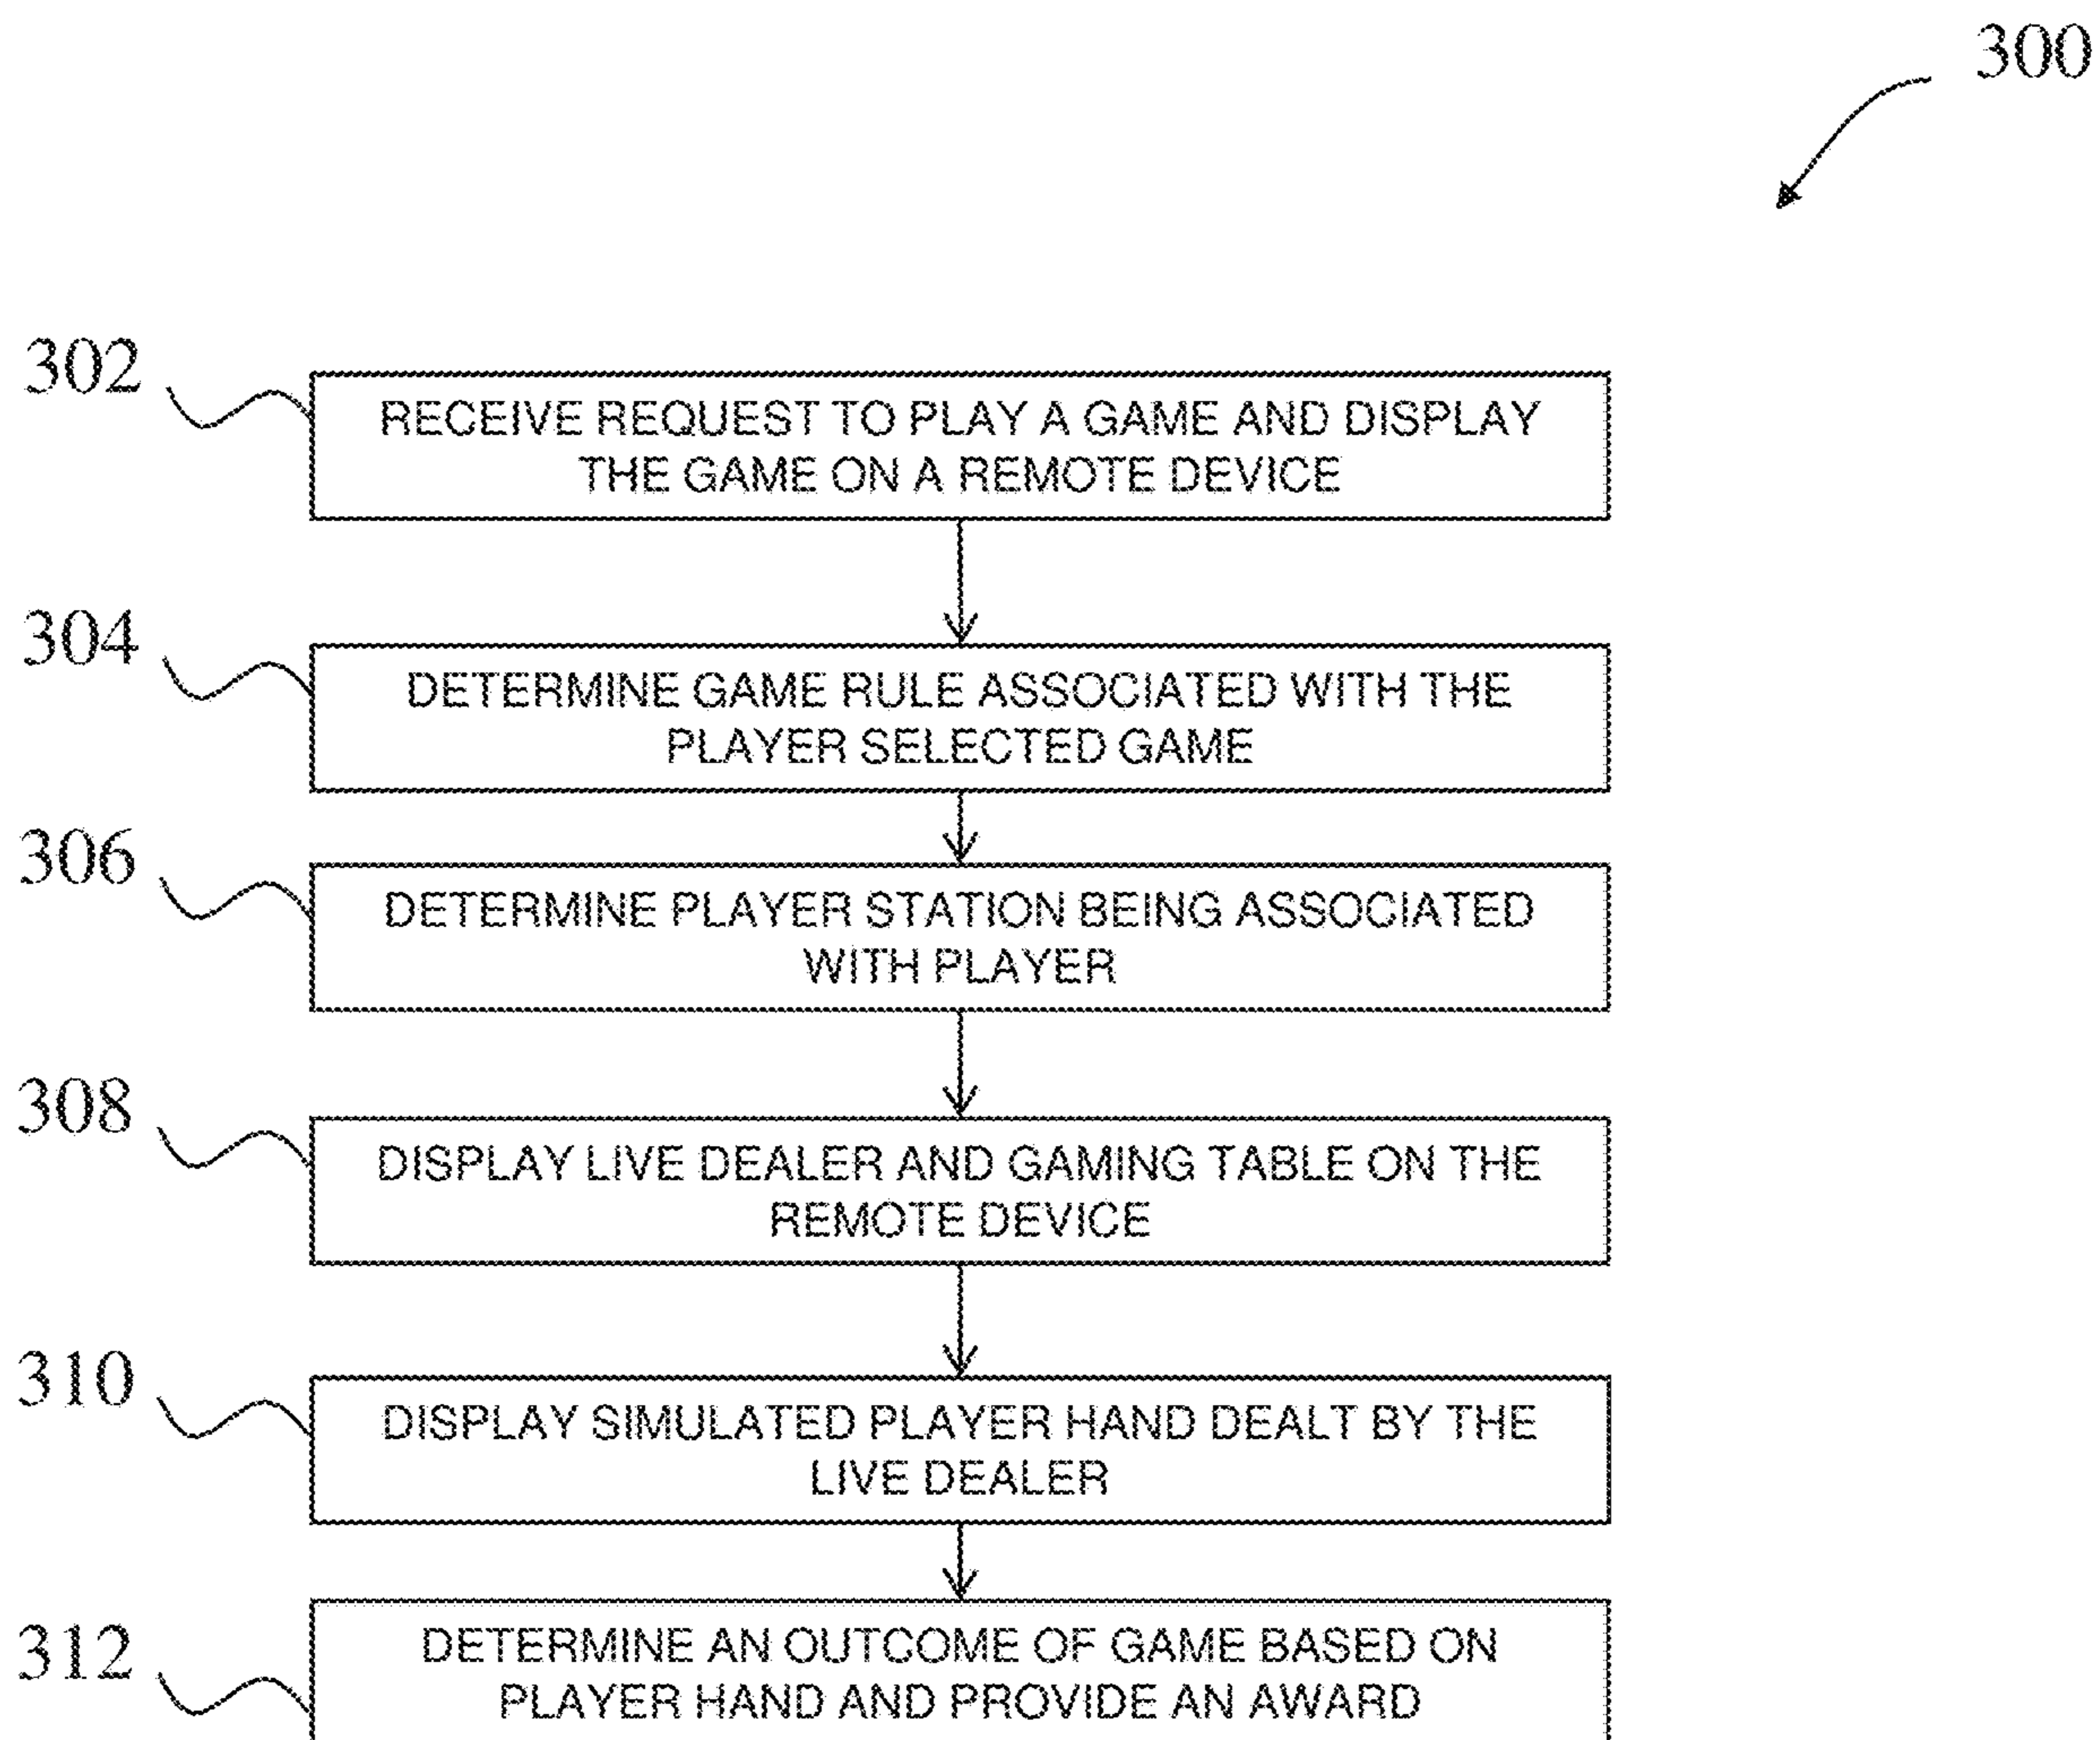 300
302
RECEIVE REQUEST TO PLAY A GAME AND DISPLAY
THE GAME ON A REMOTE DEVICE
304
DETERMINE GAME RULE ASSOCIATED WITH THE
PLAYER SELECTED GAME
306
DETERMINE PLAYER STATION BEING ASSOCIATED
WITH PLAYER
308
DISPLAY LIVE DEALER AND GAMING TABLE ON THE
REMOTE DEVICE
310
DISPLAY SIMULATED PLAYER HAND DEALT BY THE
LIVE DEALER
312
DETERMINE AN OUTCOME OF GAME BASED ON
PLAYER HAND AND PROVIDE AN AWARD